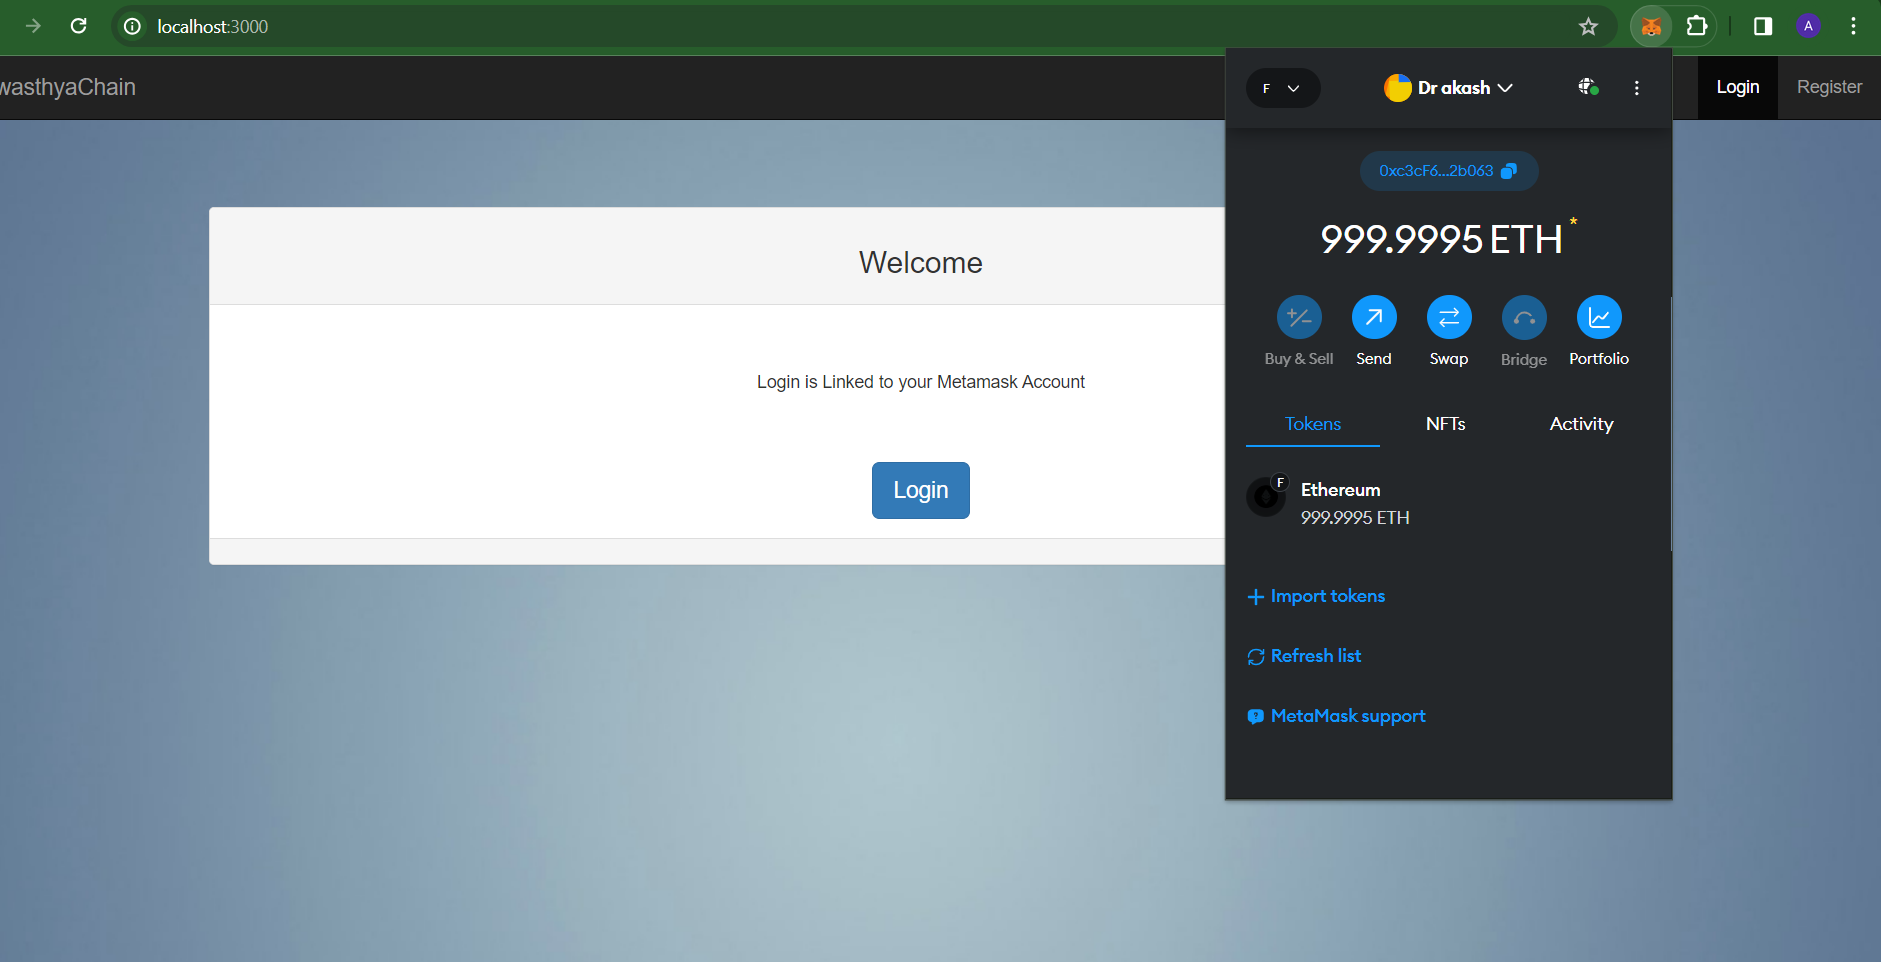 localhost:3000
A
wasthyaChain
Login
Register
F
Dr akash
0xc3cF6...2b063
999.9995 ETH *
Buy & Sell
Send
Swap
Bridge
Portfolio
Tokens
NFTs
Activity
F
Ethereum
999.9995 ETH
Import tokens
Refresh list
MetaMask support
Welcome
Login is Linked to your Metamask Account
Login